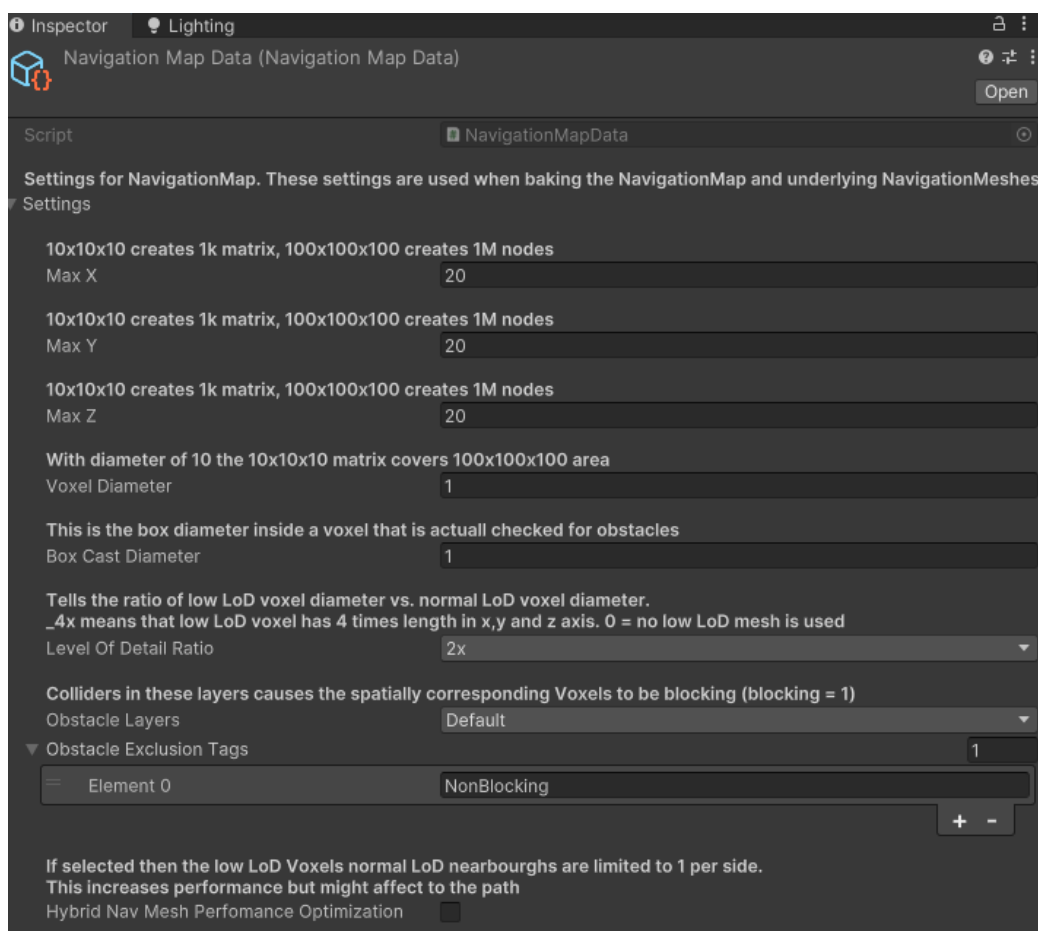 Inspector Lighting
Navigation Map Data (Navigation Map Data)
Open
Script NavigationMapData
Settings for NavigationMap. These settings are used when baking the NavigationMap and underlying NavigationMeshes
Settings
10x10x10 creates 1k matrix, 100x100x100 creates 1M nodes
Max X 20
10x10x10 creates 1k matrix, 100x100x100 creates 1M nodes
Max Y 20
10x10x10 creates 1k matrix, 100x100x100 creates 1M nodes
Max Z 20
With diameter of 10 the 10x10x10 matrix covers 100x100x100 area
Voxel Diameter 1
This is the box diameter inside a voxel that is actuall checked for obstacles
Box Cast Diameter 1
Tells the ratio of low LoD voxel diameter vs. normal LoD voxel diameter.
_4x means that low LoD voxel has 4 times length in x,y and z axis. 0 = no low LoD mesh is used
Level Of Detail Ratio 2x
Colliders in these layers causes the spatially corresponding Voxels to be blocking (blocking = 1)
Obstacle Layers Default
Obstacle Exclusion Tags 1
Element 0 NonBlocking
+ -
If selected then the low LoD Voxels normal LoD nearbourghs are limited to 1 per side.
This increases performance but might affect to the path
Hybrid Nav Mesh Perfomance Optimization